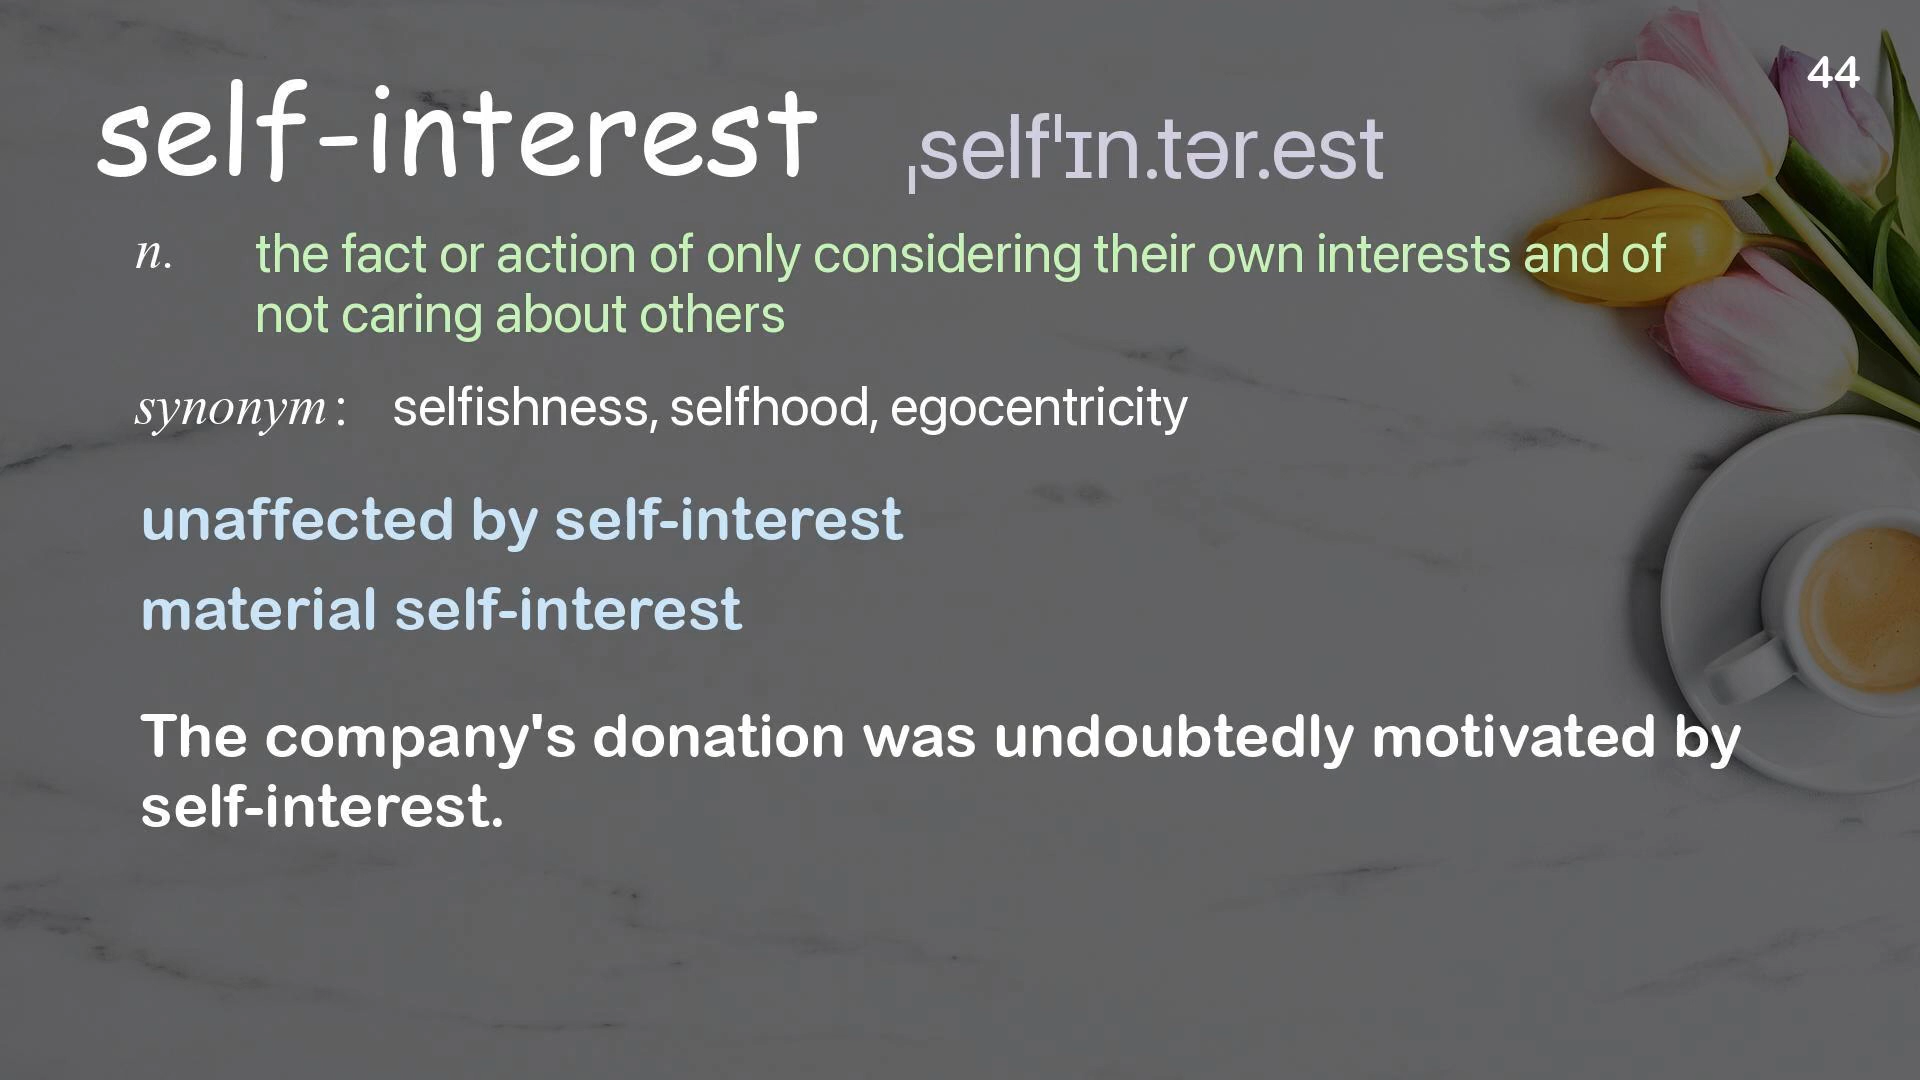 44
self-interest ˌselfˈɪn.tər.est
n. the fact or action of only considering their own interests and of
not caring about others
synonym: selfishness, selfhood, egocentricity
unaffected by self-interest
material self-interest
The company's donation was undoubtedly motivated by
self-interest.